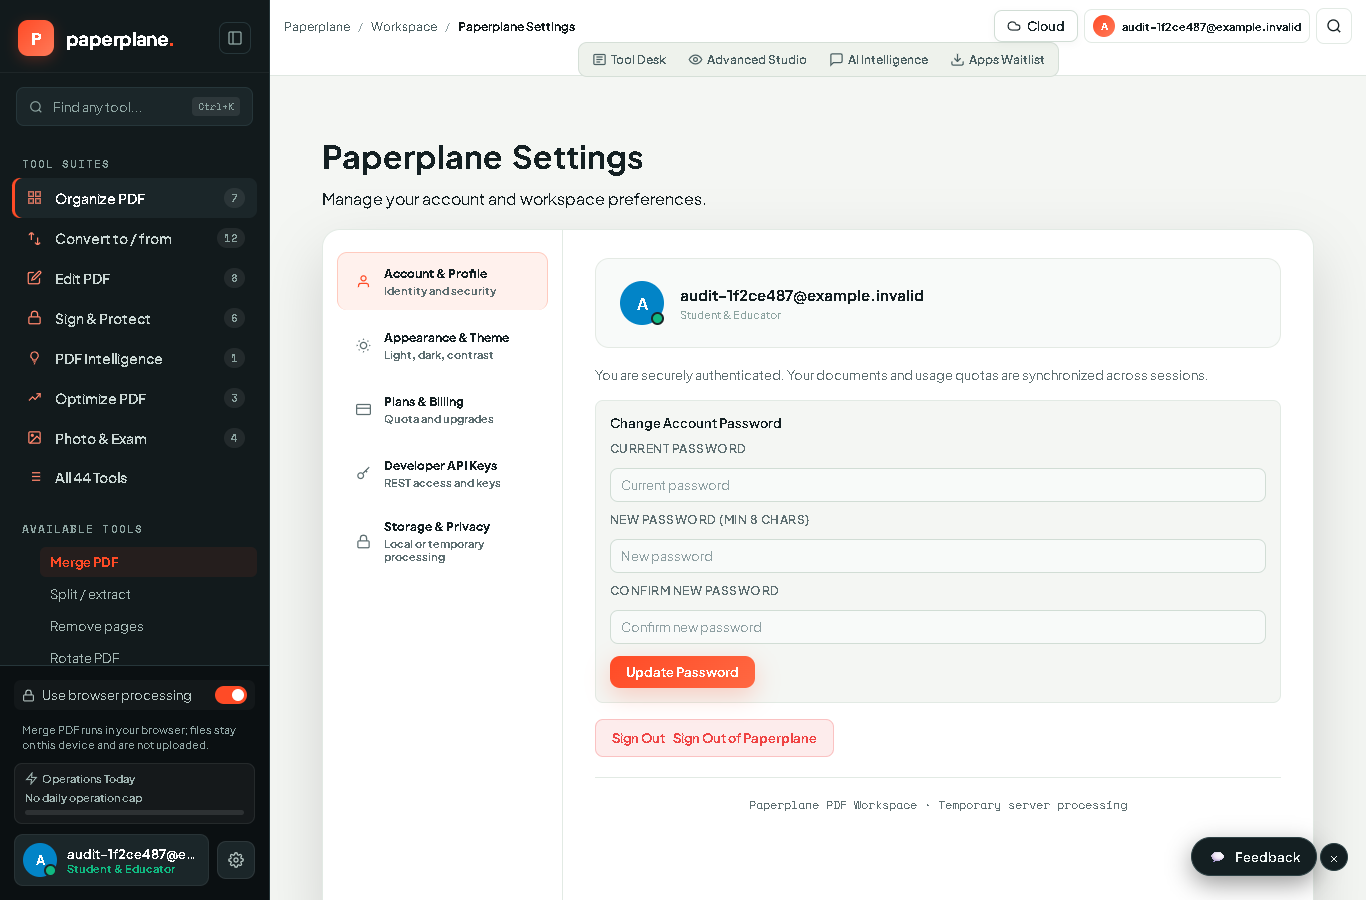 P paperplane.
Find any tool... Ctrl+K
TOOL SUITES
Organize PDF 7
Convert to / from 12
Edit PDF 8
Sign & Protect 6
PDF Intelligence 1
Optimize PDF 3
Photo & Exam 4
All 44 Tools
AVAILABLE TOOLS
Merge PDF
Split / extract
Remove pages
Rotate PDF
Use browser processing
Merge PDF runs in your browser; files stay
on this device and are not uploaded.
Operations Today
No daily operation cap
A audit-1f2ce487@e...
Student & Educator
Paperplane / Workspace / Paperplane Settings
Cloud
A audit-1f2ce487@example.invalid
Tool Desk Advanced Studio AI Intelligence Apps Waitlist
Paperplane Settings
Manage your account and workspace preferences.
Account & Profile
Identity and security
Appearance & Theme
Light, dark, contrast
Plans & Billing
Quota and upgrades
Developer API Keys
REST access and keys
Storage & Privacy
Local or temporary
processing
A audit-1f2ce487@example.invalid
Student & Educator
You are securely authenticated. Your documents and usage quotas are synchronized across sessions.
Change Account Password
CURRENT PASSWORD
Current password
NEW PASSWORD (MIN 8 CHARS)
New password
CONFIRM NEW PASSWORD
Confirm new password
Update Password
Sign Out Sign Out of Paperplane
Paperplane PDF Workspace · Temporary server processing
Feedback ×